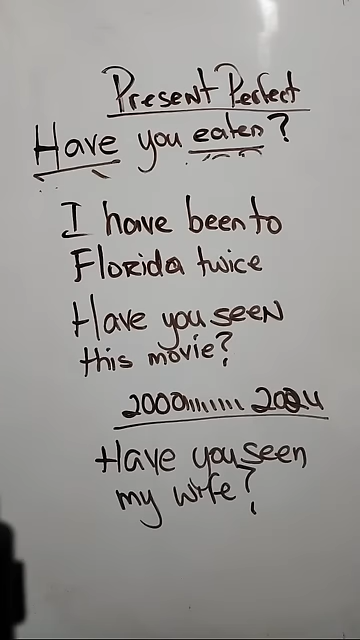 Present Perfect
Have you eaten?
I have been to
Florida twice
Have you seen
this movie?
2000ıııııııı 2024
Have you seen
my wife?